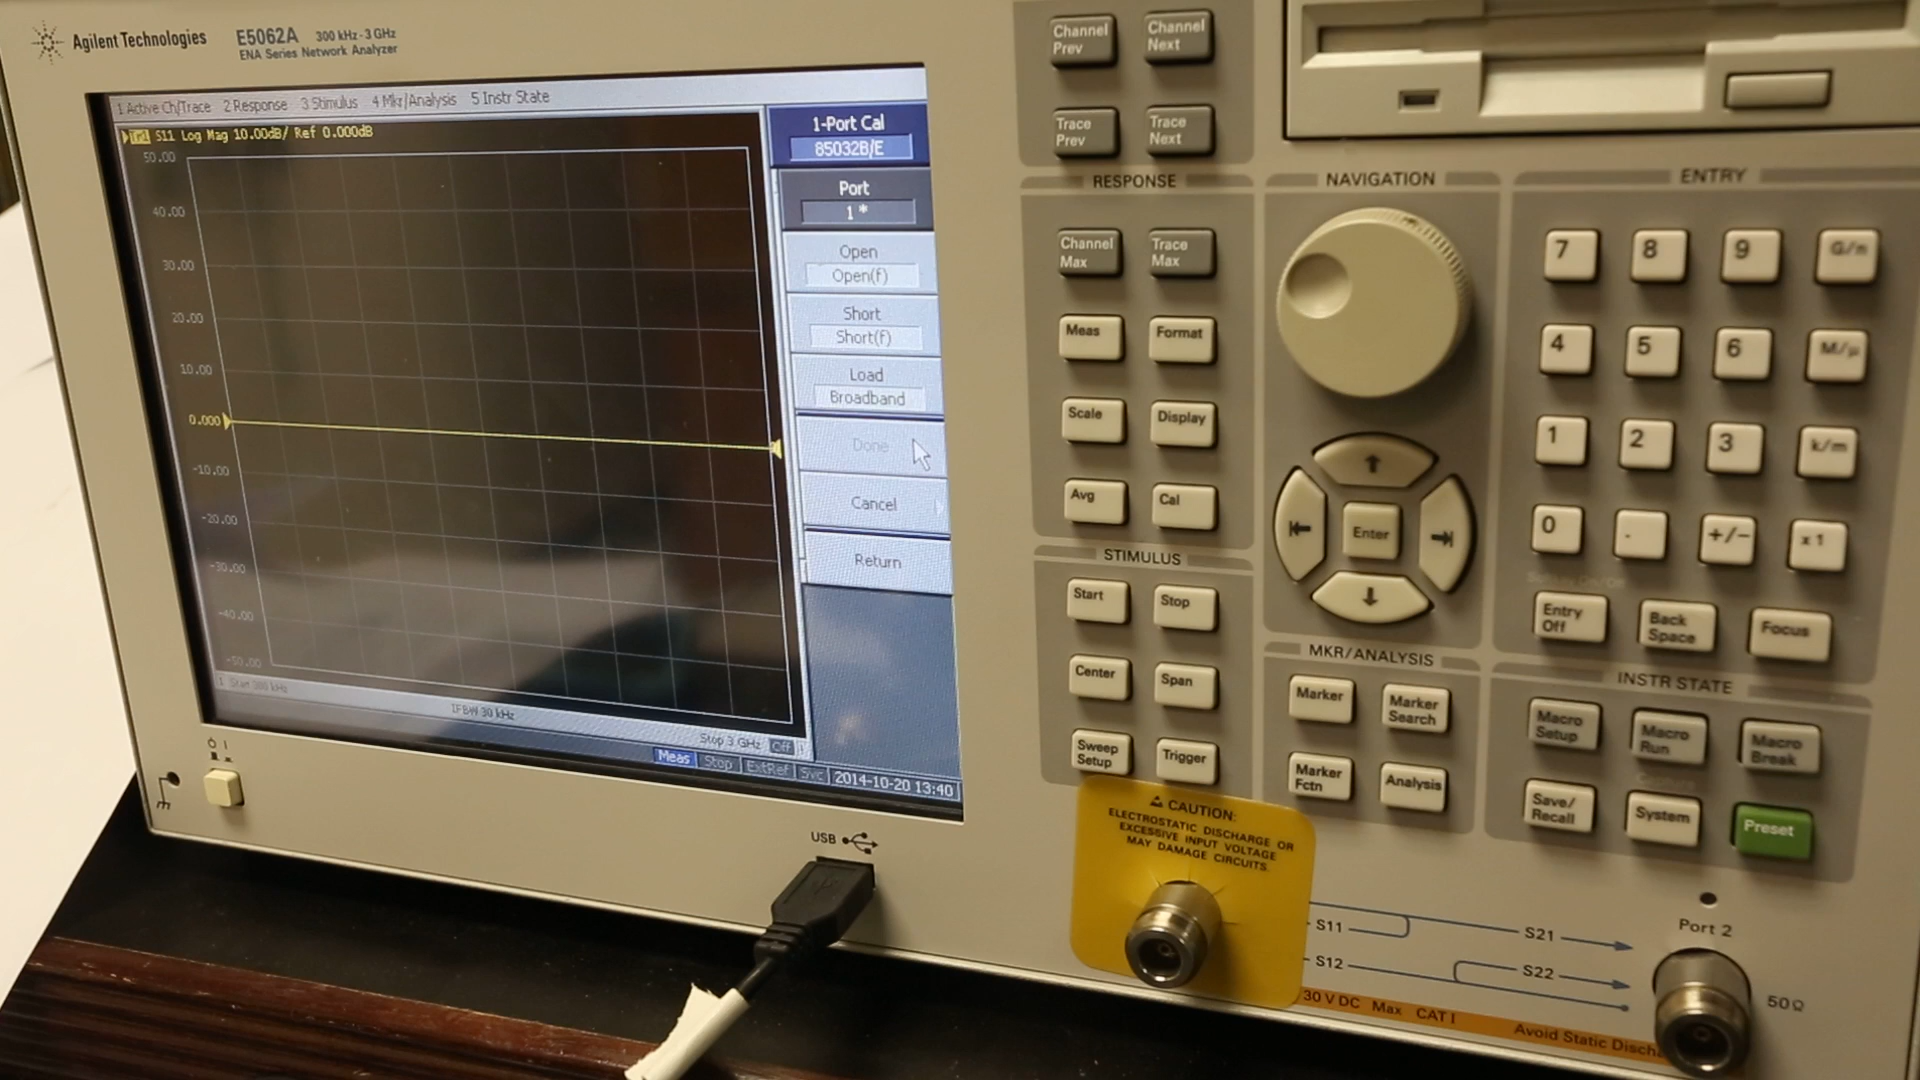 Agilent Technologies
E5062A 300 kHz-3 GHz
ENA Series Network Analyzer
1 Active Ch/Trace 2 Response 3 Stimulus 4 Mkr/Analysis 5 Instr State
Tr1 S11 Log Mag 10.00dB/ Ref 0.000dB
50.00
40.00
30.00
20.00
10.00
0.000
-10.00
-20.00
-30.00
-40.00
-50.00
1 Start 300 kHz
IFBW 30 kHz
Stop 3 GHz Off
Meas Stop ExtRef Svc 2014-10-20 13:40
1-Port Cal
85032B/E
Port
1 *
Open
Open(f)
Short
Short(f)
Load
Broadband
Done
Cancel
Return
USB
Channel Prev
Channel Next
Trace Prev
Trace Next
RESPONSE
Channel Max
Trace Max
Meas
Format
Scale
Display
Avg
Cal
STIMULUS
Start
Stop
Center
Span
Sweep Setup
Trigger
NAVIGATION
Enter
MKR/ANALYSIS
Marker
Marker Search
Marker Fctn
Analysis
ENTRY
7 8 9 G/n
4 5 6 M/µ
1 2 3 k/m
0 . +/- x1
Entry Off
Back Space
Focus
INSTR STATE
Macro Setup
Macro Run
Macro Break
Save/ Recall
System
Preset
CAUTION:
ELECTROSTATIC DISCHARGE OR
EXCESSIVE INPUT VOLTAGE
MAY DAMAGE CIRCUITS.
S11
S21
S12
S22
Port 2
50Ω
30 V DC Max CAT I
Avoid Static Disch